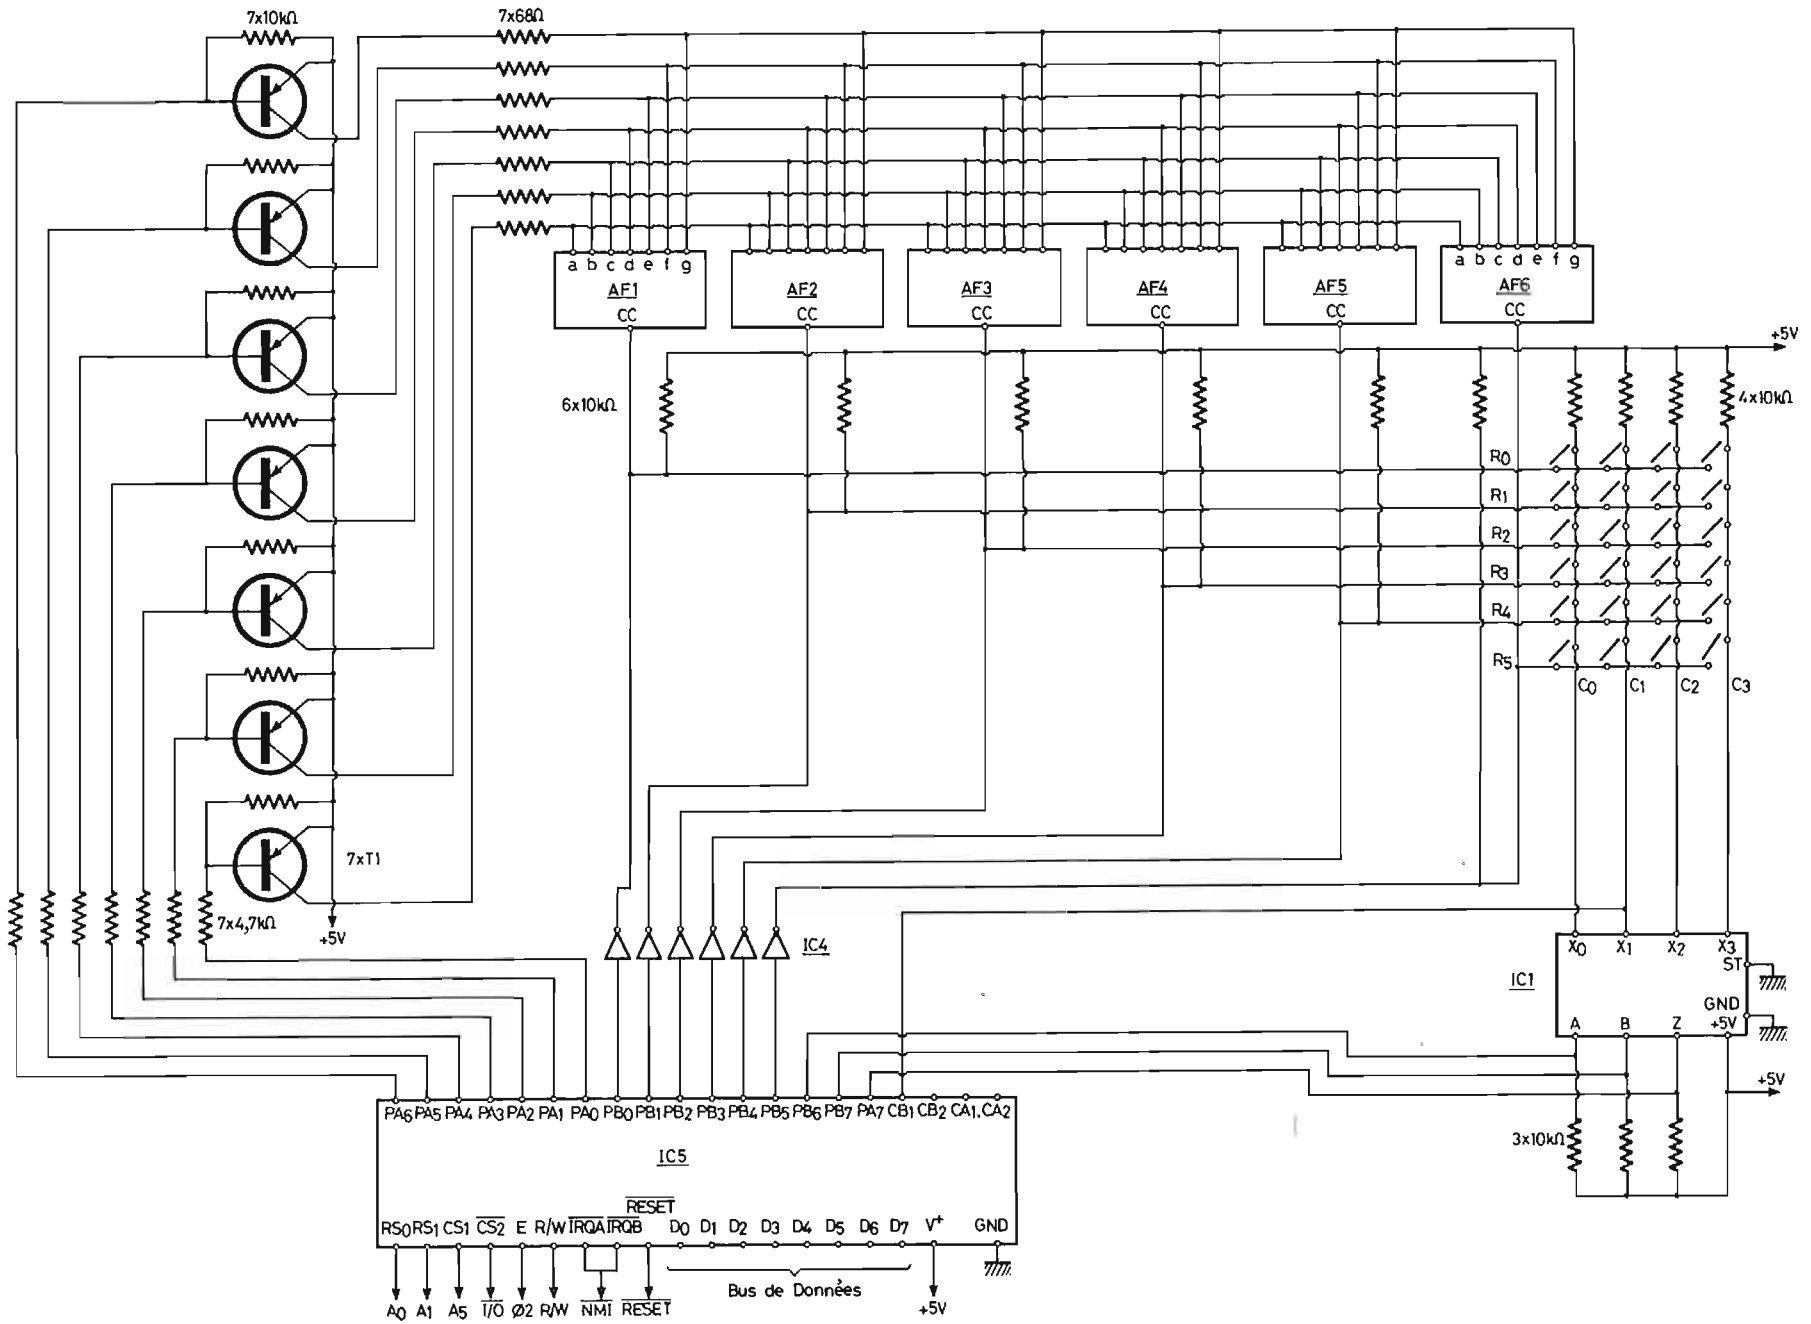 7x10kΩ
7x68Ω
a b c d e f g
AF1
CC
AF2
CC
AF3
CC
AF4
CC
AF5
CC
a b c d e f g
AF6
CC
+5V
6x10kΩ
4x10kΩ
R0
R1
R2
R3
R4
R5
C0 C1 C2 C3
7xT1
7x4,7kΩ
+5V
IC4
X0 X1 X2 X3
ST
IC1
GND
A B Z +5V
+5V
3x10kΩ
PA6 PA5 PA4 PA3 PA2 PA1 PA0 PB0 PB1 PB2 PB3 PB4 PB5 PB6 PB7 PA7 CB1 CB2 CA1 CA2
IC5
RESET
RS0 RS1 CS1 CS2 E R/W IRQA IRQB D0 D1 D2 D3 D4 D5 D6 D7 V+ GND
Bus de Données
A0 A1 A5 I/O Ø2 R/W NMI RESET +5V